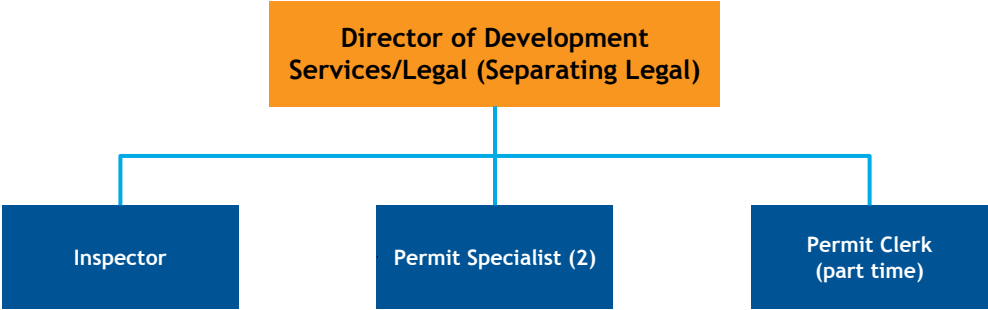 Director of Development
Services/Legal (Separating Legal)
Inspector
Permit Specialist (2)
Permit Clerk
(part time)